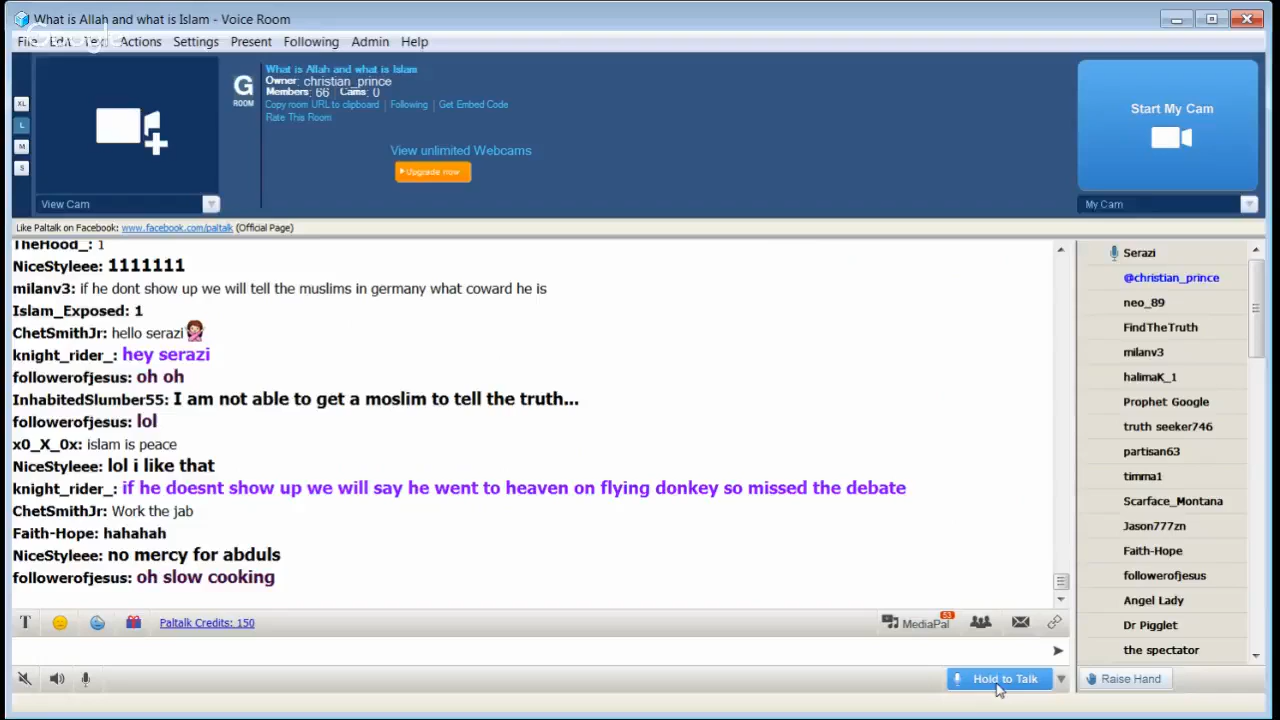 What is Allah and what is Islam - Voice Room
File Edit Text Actions Settings Present Following Admin Help
Google
XL
L
M
S
View Cam
G
ROOM
What is Allah and what is Islam
Owner: christian_prince
Members: 66 Cams: 0
Copy room URL to clipboard | Following | Get Embed Code
Rate This Room
View unlimited Webcams
Upgrade now
Start My Cam
My Cam
Like Paltalk on Facebook: www.facebook.com/paltalk (Official Page)
TheHood_: 1
NiceStyleee: 1111111
milanv3: if he dont show up we will tell the muslims in germany what coward he is
Islam_Exposed: 1
ChetSmithJr: hello serazi
knight_rider_: hey serazi
followerofjesus: oh oh
InhabitedSlumber55: I am not able to get a moslim to tell the truth...
followerofjesus: lol
x0_X_0x: islam is peace
NiceStyleee: lol i like that
knight_rider_: if he doesnt show up we will say he went to heaven on flying donkey so missed the debate
ChetSmithJr: Work the jab
Faith-Hope: hahahah
NiceStyleee: no mercy for abduls
followerofjesus: oh slow cooking
Serazi
@christian_prince
neo_89
FindTheTruth
milanv3
halimaK_1
Prophet Google
truth seeker746
partisan63
timma1
Scarface_Montana
Jason777zn
Faith-Hope
followerofjesus
Angel Lady
Dr Pigglet
the spectator
T
Paltalk Credits: 150
MediaPal
53
Hold to Talk
Raise Hand